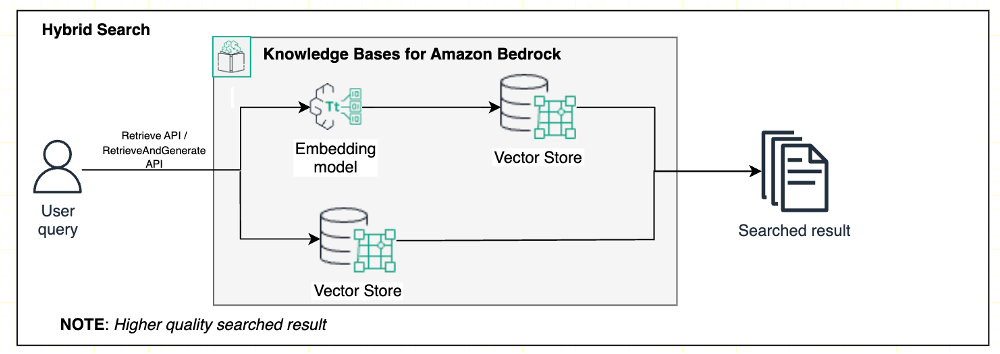 Hybrid Search
Knowledge Bases for Amazon Bedrock
Retrieve API /
RetrieveAndGenerate
API
Tt
Embedding
model
Vector Store
User
query
Searched result
Vector Store
NOTE: Higher quality searched result